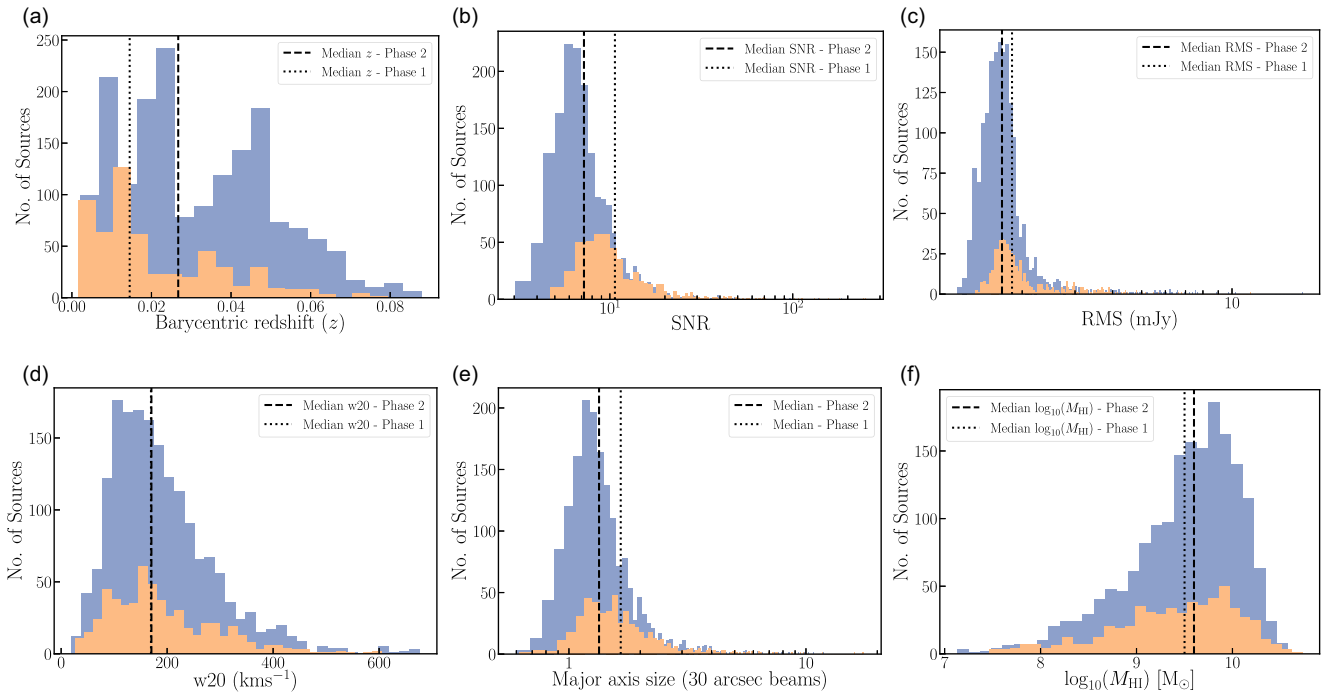 (a)
Median z - Phase 2
Median z - Phase 1
No. of Sources
250
200
150
100
50
0
0.00 0.02 0.04 0.06 0.08
Barycentric redshift (z)
(b)
Median SNR - Phase 2
Median SNR - Phase 1
No. of Sources
200
150
100
50
0
10¹ 10²
SNR
(c)
Median RMS - Phase 2
Median RMS - Phase 1
No. of Sources
150
125
100
75
50
25
0
10
RMS (mJy)
(d)
Median w20 - Phase 2
Median w20 - Phase 1
No. of Sources
150
100
50
0
0 200 400 600
w20 (kms⁻¹)
(e)
Median - Phase 2
Median - Phase 1
No. of Sources
200
150
100
50
0
1 10
Major axis size (30 arcsec beams)
(f)
Median log₁₀(M_HI) - Phase 2
Median log₁₀(M_HI) - Phase 1
No. of Sources
150
100
50
0
7 8 9 10
log₁₀(M_HI) [M⊙]